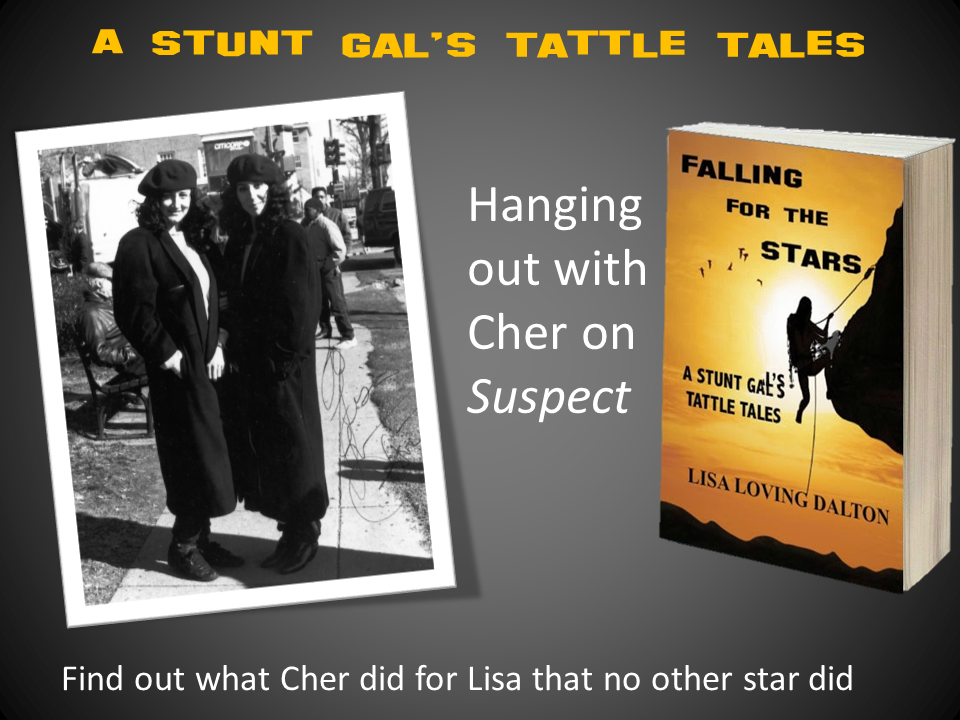 A STUNT GAL'S TATTLE TALES
Hanging
out with
Cher on
Suspect
FALLING
FOR THE
STARS
A STUNT GAL'S
TATTLE TALES
LISA LOVING DALTON
Find out what Cher did for Lisa that no other star did